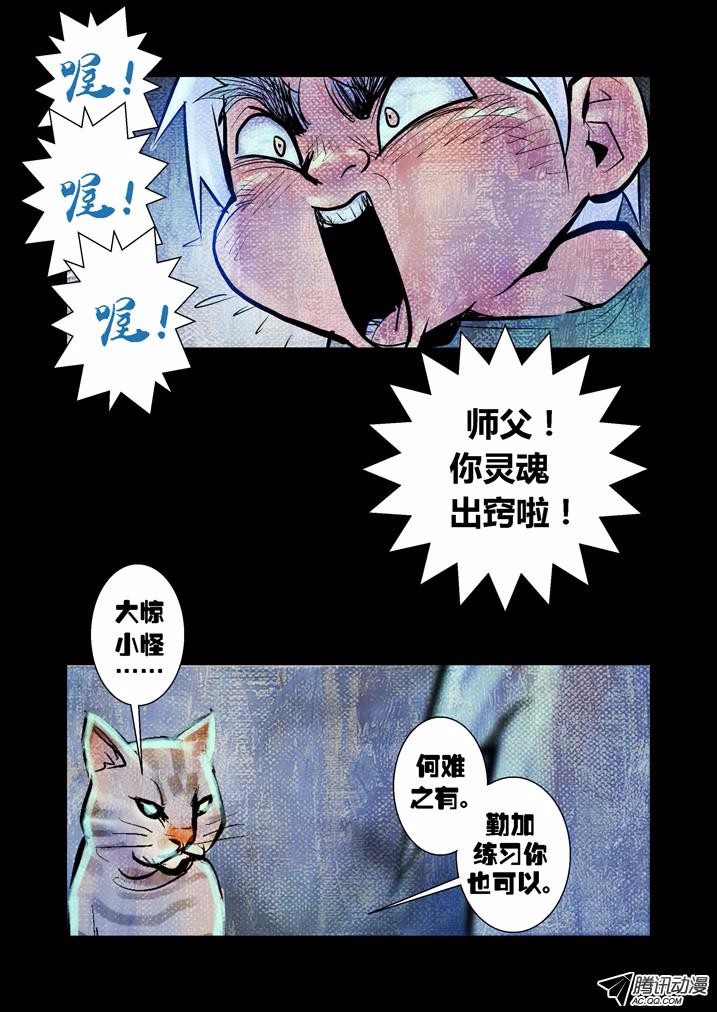 喔！
喔！
喔！
师父！
你灵魂
出窍啦！
大惊
小怪
……
何难
之有。
勤加
练习你
也可以。
腾讯动漫
AC.QQ.COM